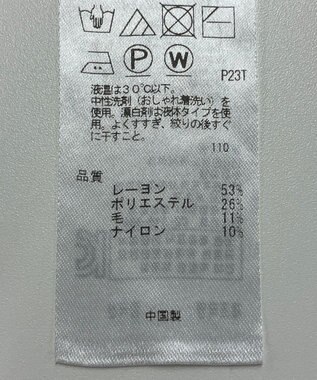 P W P23T
液温は30℃以下。
中性洗剤(おしゃれ着洗い)を
使用。漂白剤は液体タイプを使
用。よくすすぎ、絞りの後すぐ
に干すこと。
110
品質
レーヨン 53%
ポリエステル 26%
毛 11%
ナイロン 10%
中国製